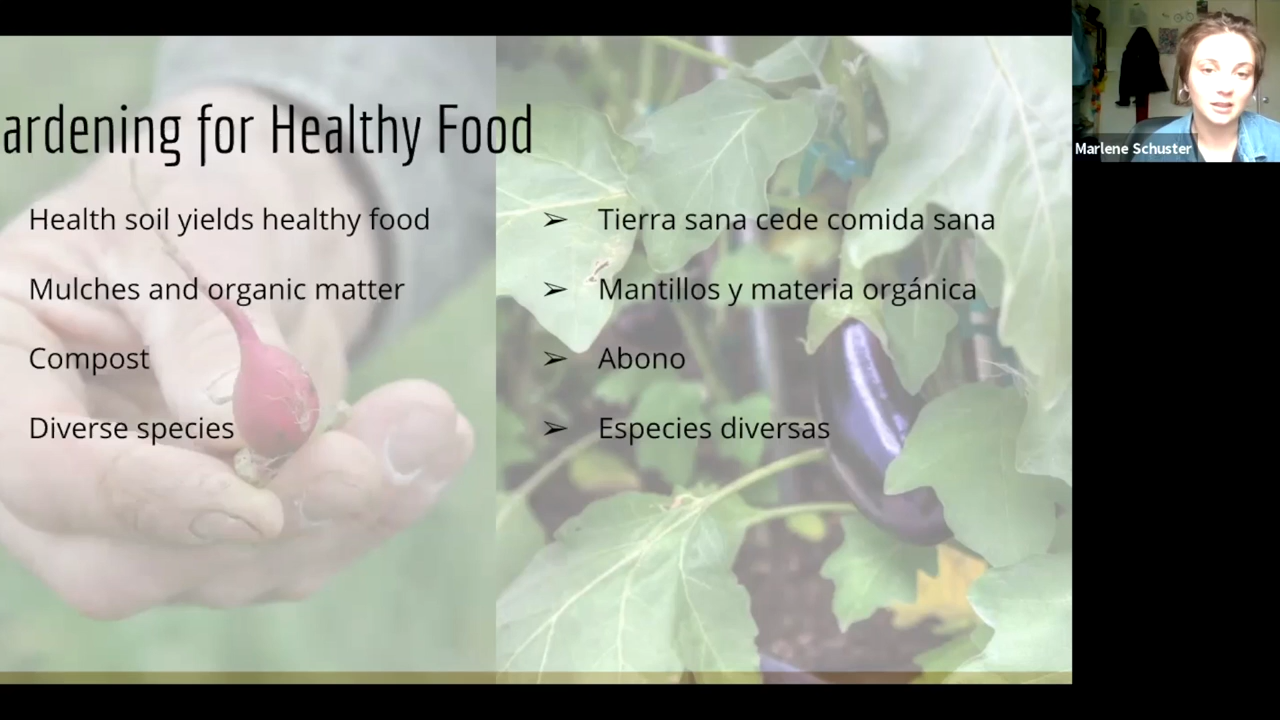 ardening for Healthy Food
Health soil yields healthy food
Mulches and organic matter
Compost
Diverse species
➢ Tierra sana cede comida sana
➢ Mantillos y materia orgánica
➢ Abono
➢ Especies diversas
Marlene Schuster